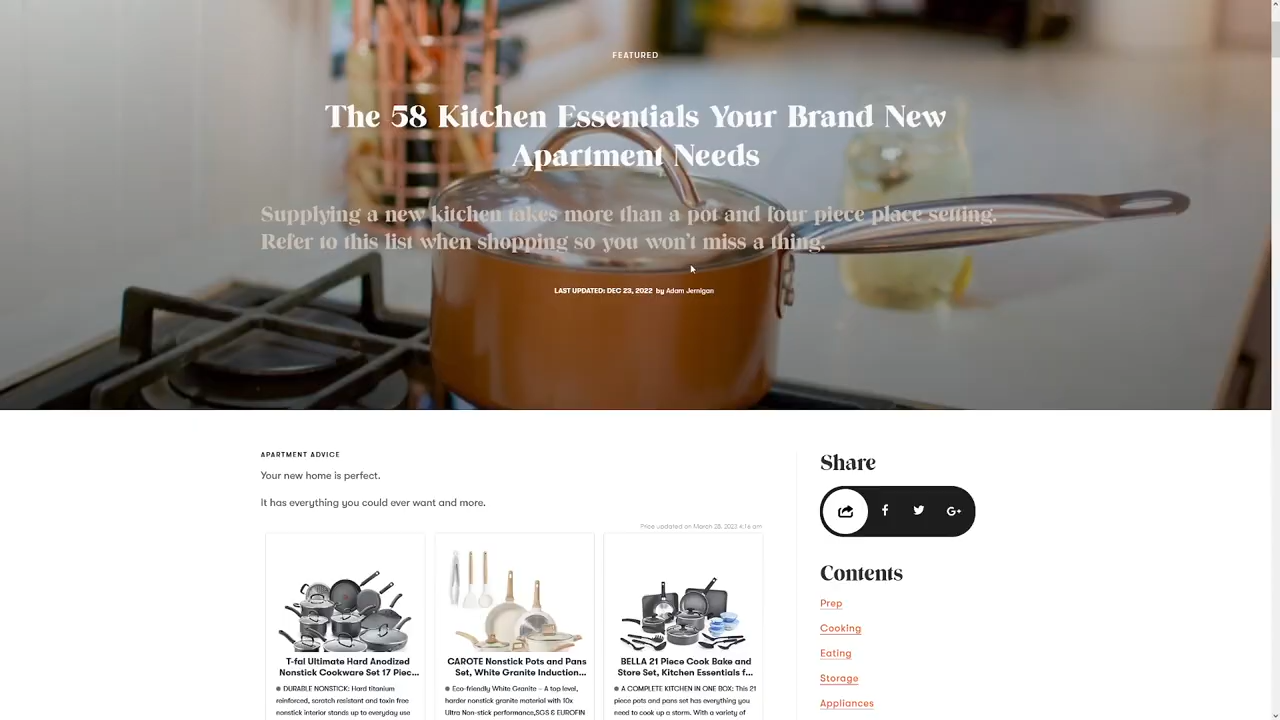 FEATURED
The 58 Kitchen Essentials Your Brand New
Apartment Needs
Supplying a new kitchen takes more than a pot and four piece place setting.
Refer to this list when shopping so you won't miss a thing.
LAST UPDATED: DEC 23, 2022 by Adam Jernigan
APARTMENT ADVICE
Your new home is perfect.
It has everything you could ever want and more.
Price updated on March 28, 2023 4:16 am
T-fal Ultimate Hard Anodized
Nonstick Cookware Set 17 Piec...
DURABLE NONSTICK: Hard titanium
reinforced, scratch resistant and toxin free
nonstick interior stands up to everyday use
CAROTE Nonstick Pots and Pans
Set, White Granite Induction...
Eco-friendly White Granite – A top level,
harder nonstick granite material with 10x
Ultra Non-stick performance,SGS & EUROFIN
BELLA 21 Piece Cook Bake and
Store Set, Kitchen Essentials f...
A COMPLETE KITCHEN IN ONE BOX: This 21
piece pots and pans set has everything you
need to cook up a storm. With a variety of
Share
Contents
Prep
Cooking
Eating
Storage
Appliances